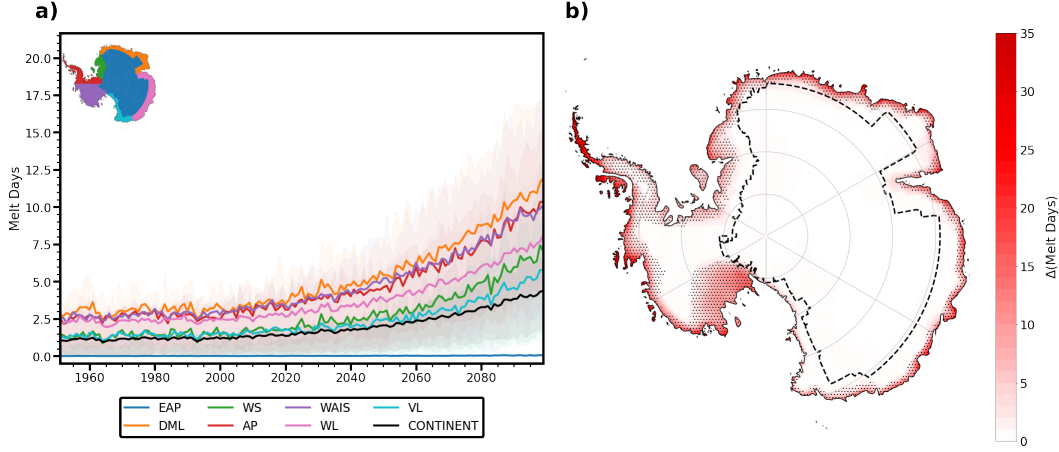 a)
b)
20.0
17.5
15.0
12.5
10.0
7.5
5.0
2.5
0.0
Melt Days
1960 1980 2000 2020 2040 2060 2080
EAP WS WAIS VL
DML AP WL CONTINENT
35
30
25
20
15
10
5
0
Δ(Melt Days)